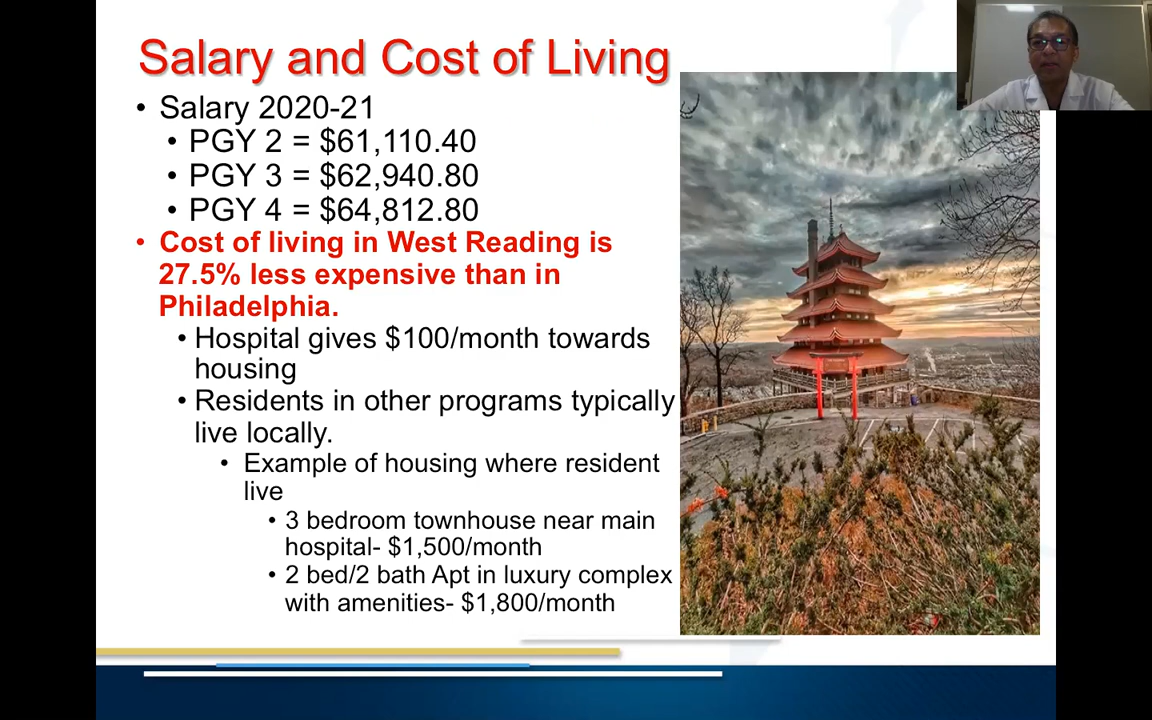 Salary and Cost of Living
• Salary 2020-21
• PGY 2 = $61,110.40
• PGY 3 = $62,940.80
• PGY 4 = $64,812.80
• Cost of living in West Reading is
27.5% less expensive than in
Philadelphia.
• Hospital gives $100/month towards
housing
• Residents in other programs typically
live locally.
• Example of housing where resident
live
• 3 bedroom townhouse near main
hospital- $1,500/month
• 2 bed/2 bath Apt in luxury complex
with amenities- $1,800/month